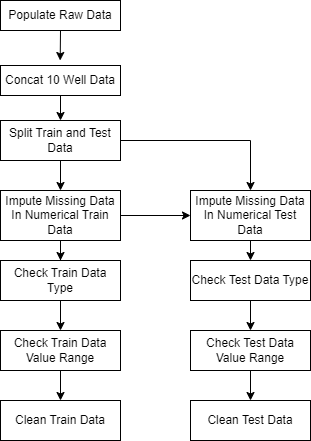 Populate Raw Data
Concat 10 Well Data
Split Train and Test
Data
Impute Missing Data
In Numerical Train
Data
Impute Missing Data
In Numerical Test
Data
Check Train Data
Type
Check Test Data Type
Check Train Data
Value Range
Check Test Data
Value Range
Clean Train Data
Clean Test Data